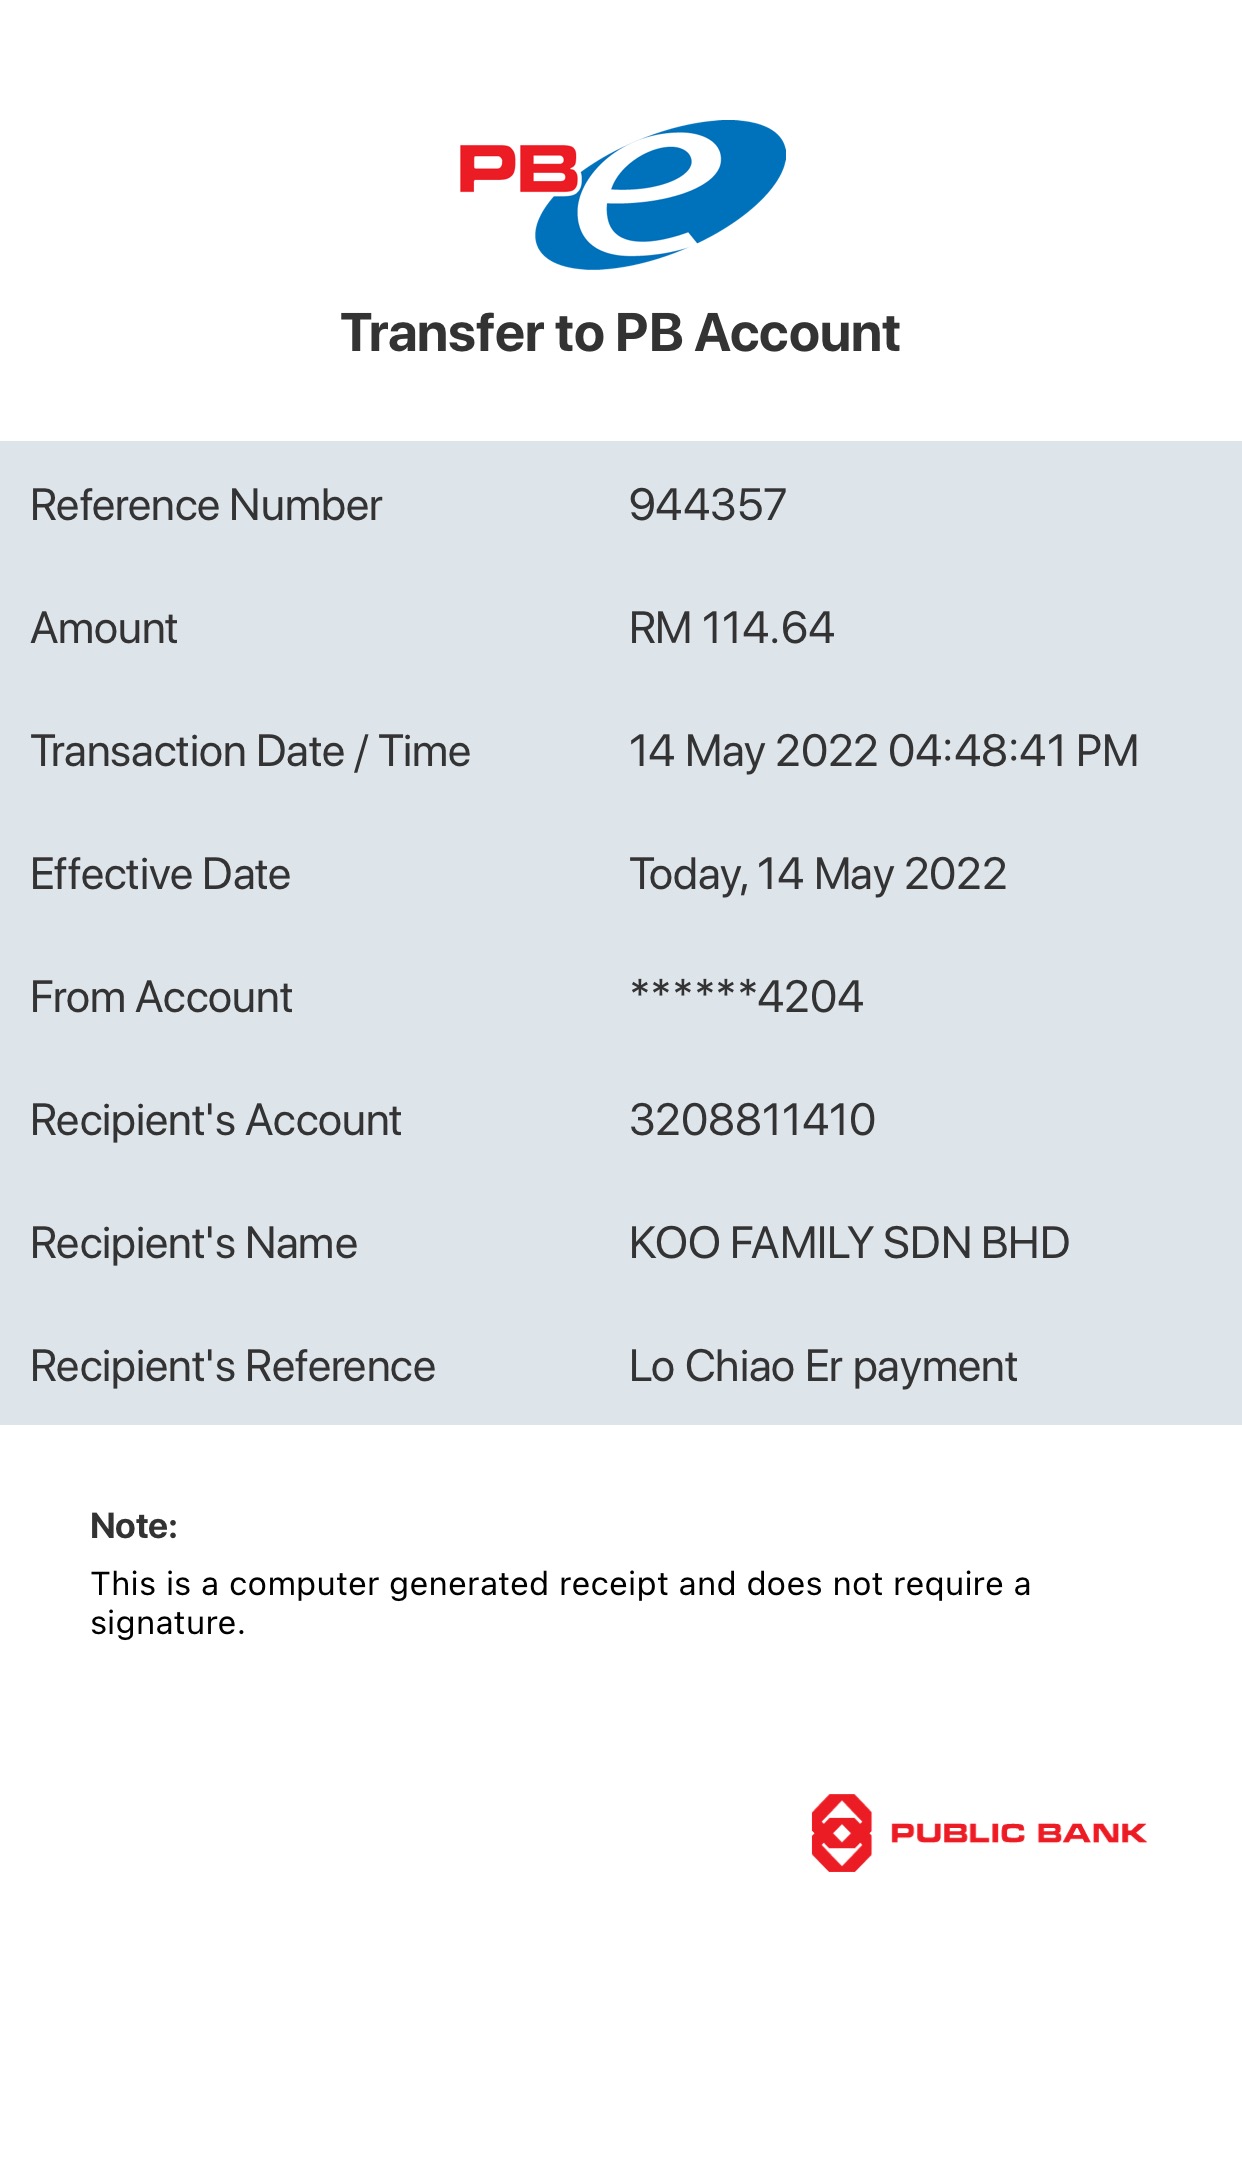 PBe
Transfer to PB Account
Reference Number 944357
Amount RM 114.64
Transaction Date / Time 14 May 2022 04:48:41 PM
Effective Date Today, 14 May 2022
From Account ******4204
Recipient's Account 3208811410
Recipient's Name KOO FAMILY SDN BHD
Recipient's Reference Lo Chiao Er payment
Note:
This is a computer generated receipt and does not require a
signature.
PUBLIC BANK